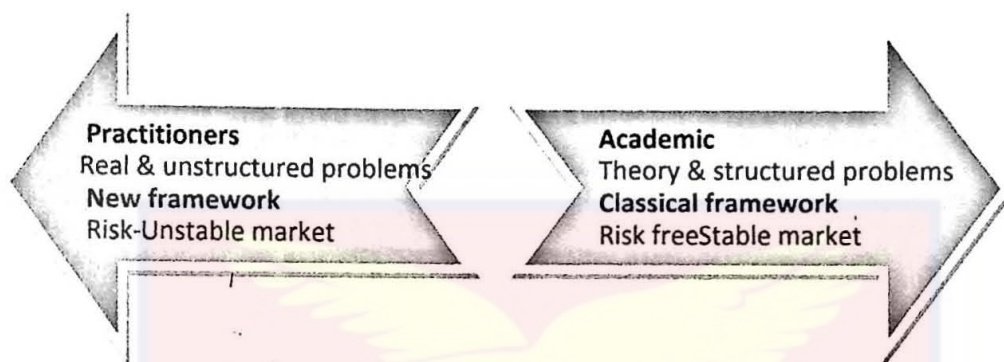 Practitioners
Real & unstructured problems
New framework
Risk-Unstable market
Academic
Theory & structured problems
Classical framework
Risk freeStable market